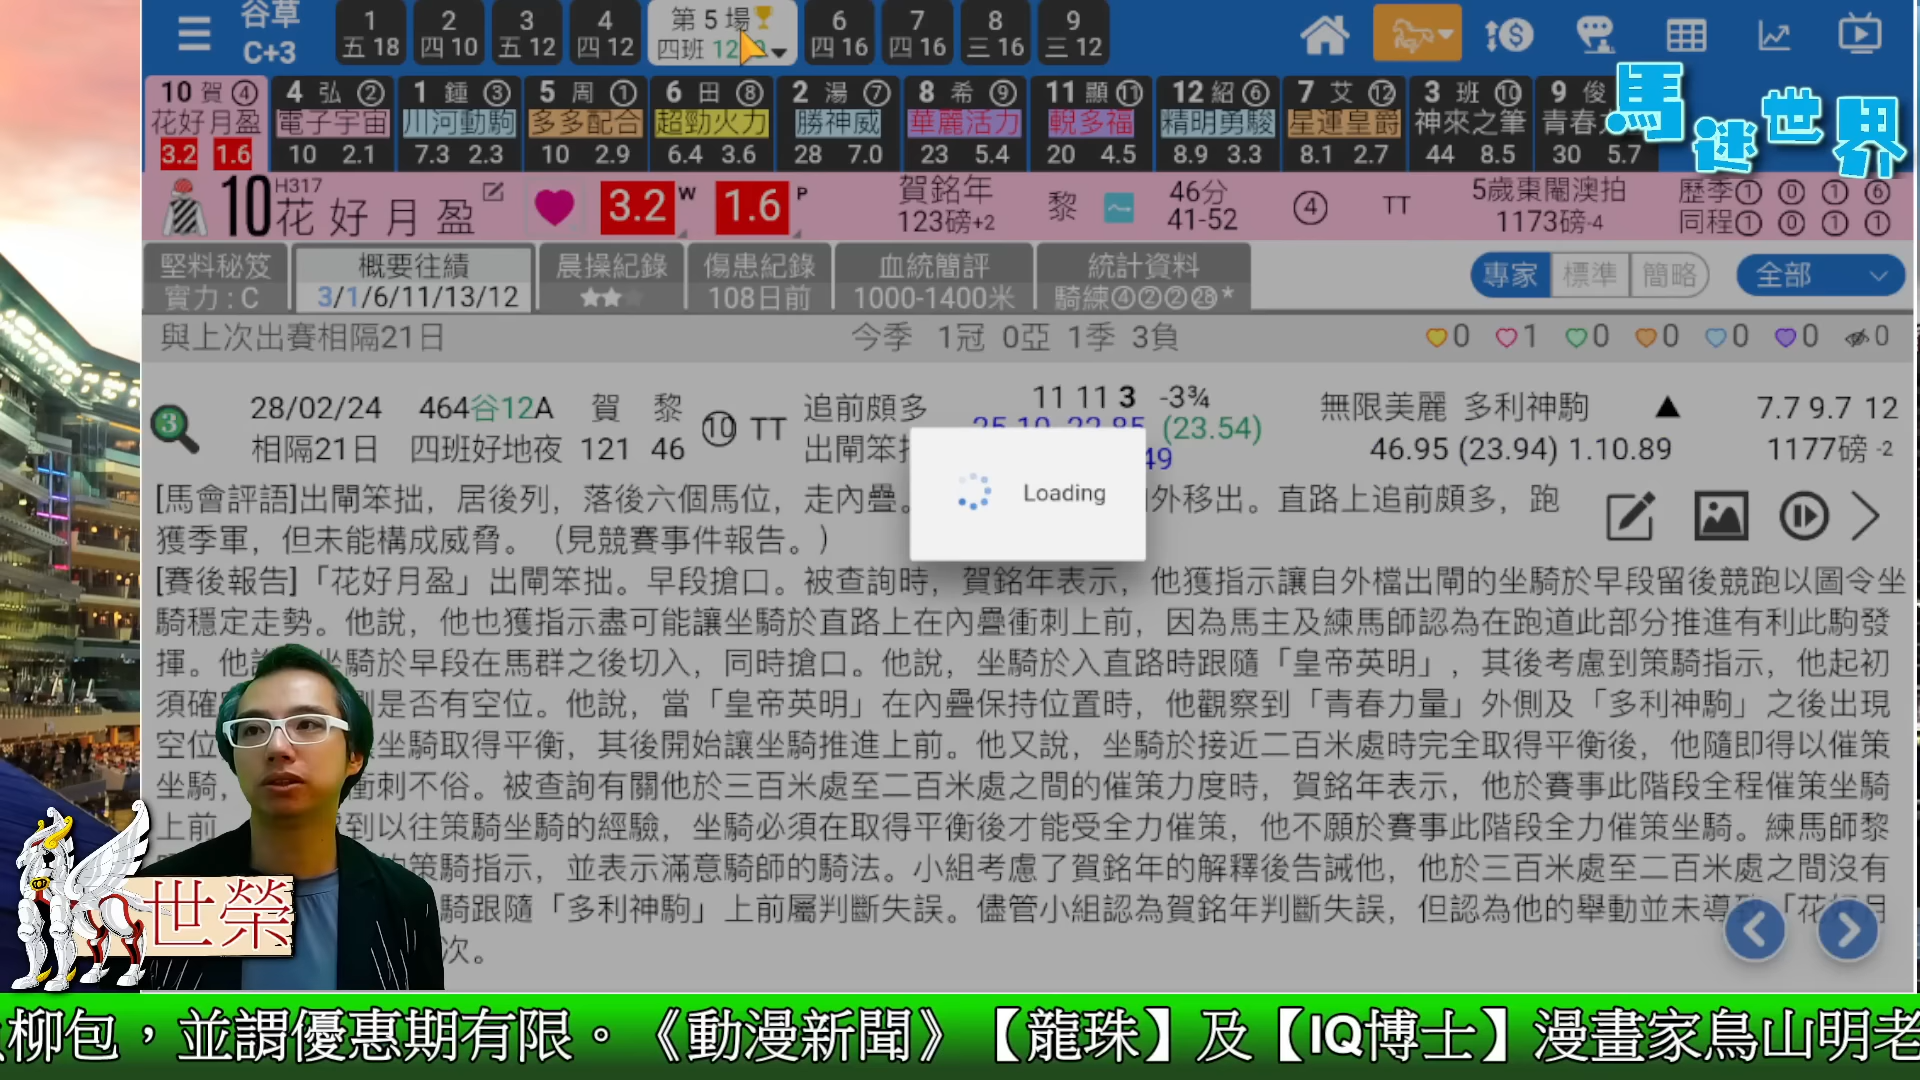 谷草
C+3
1
五 18
2
四 10
3
五 12
4
四 12
第 5 場
四班 12
6
四 16
7
四 16
8
三 16
9
三 12
10 賀 ④
花好月盈
3.2 1.6
4 弘 ②
電子宇宙
10 2.1
1 鍾 ③
川河動駒
7.3 2.3
5 周 ①
多多配合
10 2.9
6 田 ⑧
超勁火力
6.4 3.6
2 湯 ⑦
勝神威
28 7.0
8 希 ⑨
華麗活力
23 5.4
11 顯 ⑪
輗多福
20 4.5
12 紹 ⑥
精明勇駿
8.9 3.3
7 艾 ⑫
星運皇爵
8.1 2.7
3 班 ⑩
神來之筆
44 8.5
9 俊
青春
30 5.7
馬謎世界
10 H317
花好月盈
3.2 W 1.6 P
賀銘年
123磅+2
黎
46分
41-52
④
TT
5歲東閹澳拍
1173磅-4
歷季① ⓪ ① ⑥
同程① ⓪ ① ①
堅料秘笈
實力 : C
概要往績
3/1/6/11/13/12
晨操紀錄
★★
傷患紀錄
108日前
血統簡評
1000-1400米
統計資料
騎練④②②㉘*
專家 標準 簡略
全部
與上次出賽相隔21日
今季 1冠 0亞 1季 3負
0 1 0 0 0 0 0
3
28/02/24 464谷12A 賀 黎 ⑩ TT 追前頗多 11 11 3 -3¾ 無限美麗 多利神駒 ▲ 7.7 9.7 12
相隔21日 四班好地夜 121 46 出閘笨 (23.54) 46.95 (23.94) 1.10.89 1177磅 -2
49
Loading
[馬會評語]出閘笨拙，居後列，落後六個馬位，走內疊。外移出。直路上追前頗多，跑
獲季軍，但未能構成威脅。（見競賽事件報告。）
[賽後報告]「花好月盈」出閘笨拙。早段搶口。被查詢時，賀銘年表示，他獲指示讓自外檔出閘的坐騎於早段留後競跑以圖令坐
騎穩定走勢。他說，他也獲指示盡可能讓坐騎於直路上在內疊衝刺上前，因為馬主及練馬師認為在跑道此部分推進有利此駒發
揮。他坐騎於早段在馬群之後切入，同時搶口。他說，坐騎於入直路時跟隨「皇帝英明」，其後考慮到策騎指示，他起初
須確是否有空位。他說，當「皇帝英明」在內疊保持位置時，他觀察到「青春力量」外側及「多利神駒」之後出現
空位坐騎取得平衡，其後開始讓坐騎推進上前。他又說，坐騎於接近二百米處時完全取得平衡後，他隨即得以催策
坐騎，衝刺不俗。被查詢有關他於三百米處至二百米處之間的催策力度時，賀銘年表示，他於賽事此階段全程催策坐騎
上前到以往策騎坐騎的經驗，坐騎必須在取得平衡後才能受全力催策，他不願於賽事此階段全力催策坐騎。練馬師黎
的策騎指示，並表示滿意騎師的騎法。小組考慮了賀銘年的解釋後告誡他，他於三百米處至二百米處之間沒有
騎跟隨「多利神駒」上前屬判斷失誤。儘管小組認為賀銘年判斷失誤，但認為他的舉動並未導「花月
次。
世榮
柳包，並謂優惠期有限。《動漫新聞》【龍珠】及【IQ博士】漫畫家鳥山明老